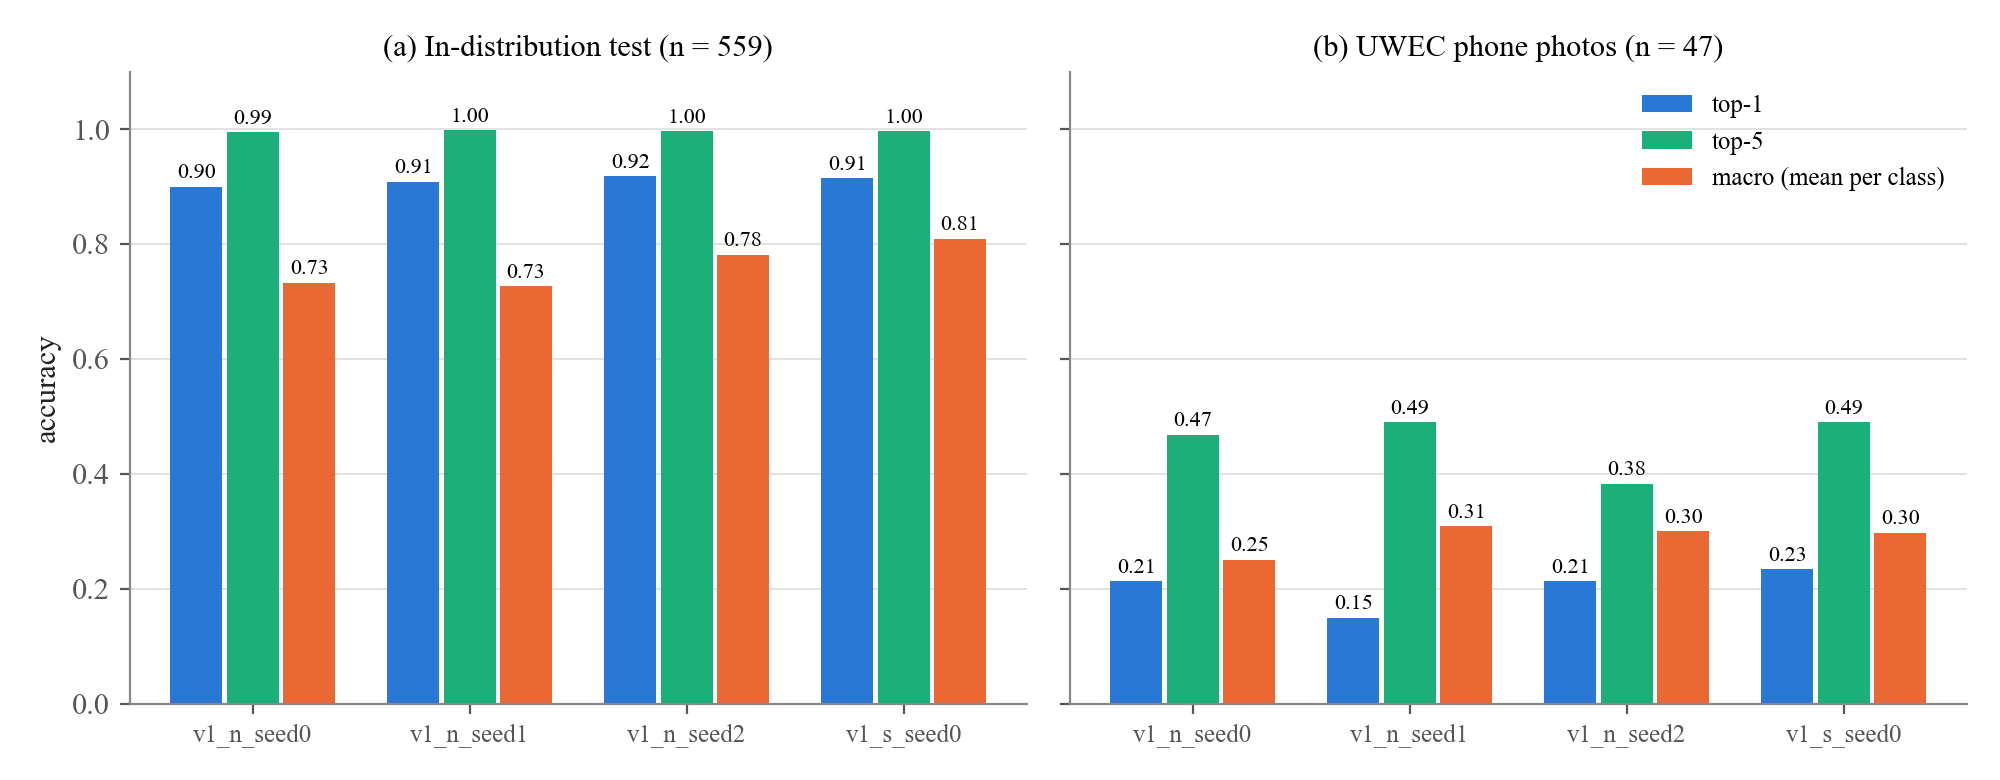 (a) In-distribution test (n = 559)
accuracy
1.0
0.8
0.6
0.4
0.2
0.0
0.90
0.99
0.73
0.91
1.00
0.73
0.92
1.00
0.78
0.91
1.00
0.81
v1_n_seed0
v1_n_seed1
v1_n_seed2
v1_s_seed0
(b) UWEC phone photos (n = 47)
top-1
top-5
macro (mean per class)
0.21
0.47
0.25
0.15
0.49
0.31
0.21
0.38
0.30
0.23
0.49
0.30
v1_n_seed0
v1_n_seed1
v1_n_seed2
v1_s_seed0